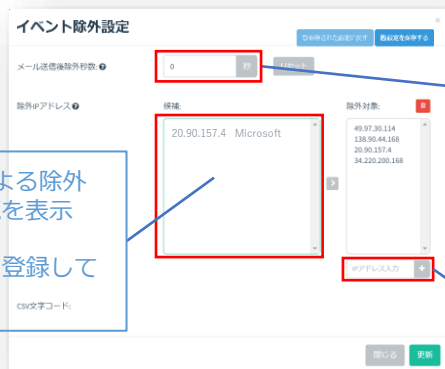 イベント除外設定
保存された設定に戻す 設定を保存する
メール送信後除外秒数:
0 秒 リセット
除外IPアドレス
候補:
除外対象:
20.90.157.4 Microsoft
49.97.30.114
138.90.44.168
20.90.157.4
34.220.200.168
よる除外
を表示
登録して
IPアドレス入力 +
CSV文字コード:
閉じる 更新